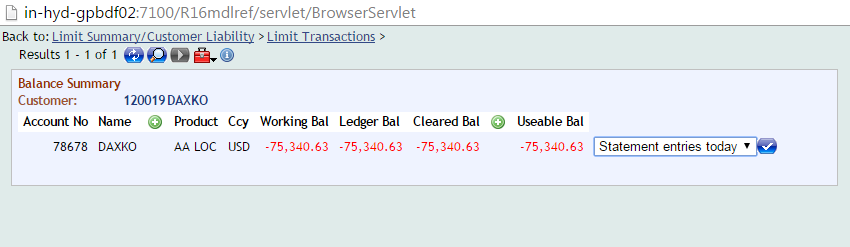 in-hyd-gpbdf02:7100/R16mdlref/servlet/BrowserServlet
Back to: Limit Summary/Customer Liability > Limit Transactions >
Results 1 - 1 of 1
Balance Summary
Customer: 120019 DAXKO
Account No Name Product Ccy Working Bal Ledger Bal Cleared Bal Useable Bal
78678 DAXKO AA LOC USD -75,340.63 -75,340.63 -75,340.63 -75,340.63 Statement entries today